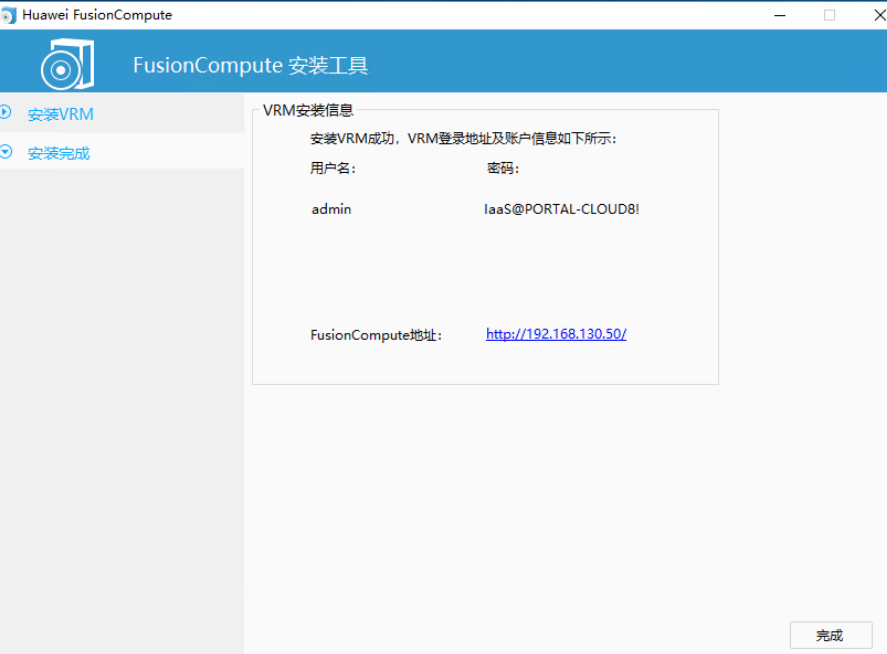 Huawei FusionCompute
FusionCompute 安装工具
安装VRM
安装完成
VRM安装信息
安装VRM成功，VRM登录地址及账户信息如下所示：
用户名： 密码：
admin IaaS@PORTAL-CLOUD8!
FusionCompute地址： http://192.168.130.50/
完成